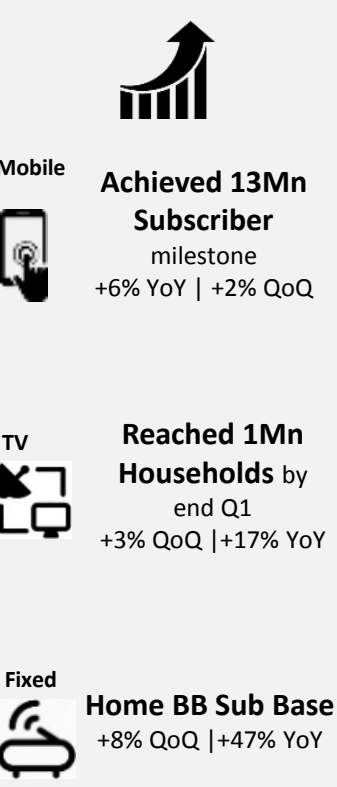 Mobile
Achieved 13Mn
Subscriber
milestone
+6% YoY | +2% QoQ
TV
Reached 1Mn
Households by
end Q1
+3% QoQ |+17% YoY
Fixed
Home BB Sub Base
+8% QoQ |+47% YoY